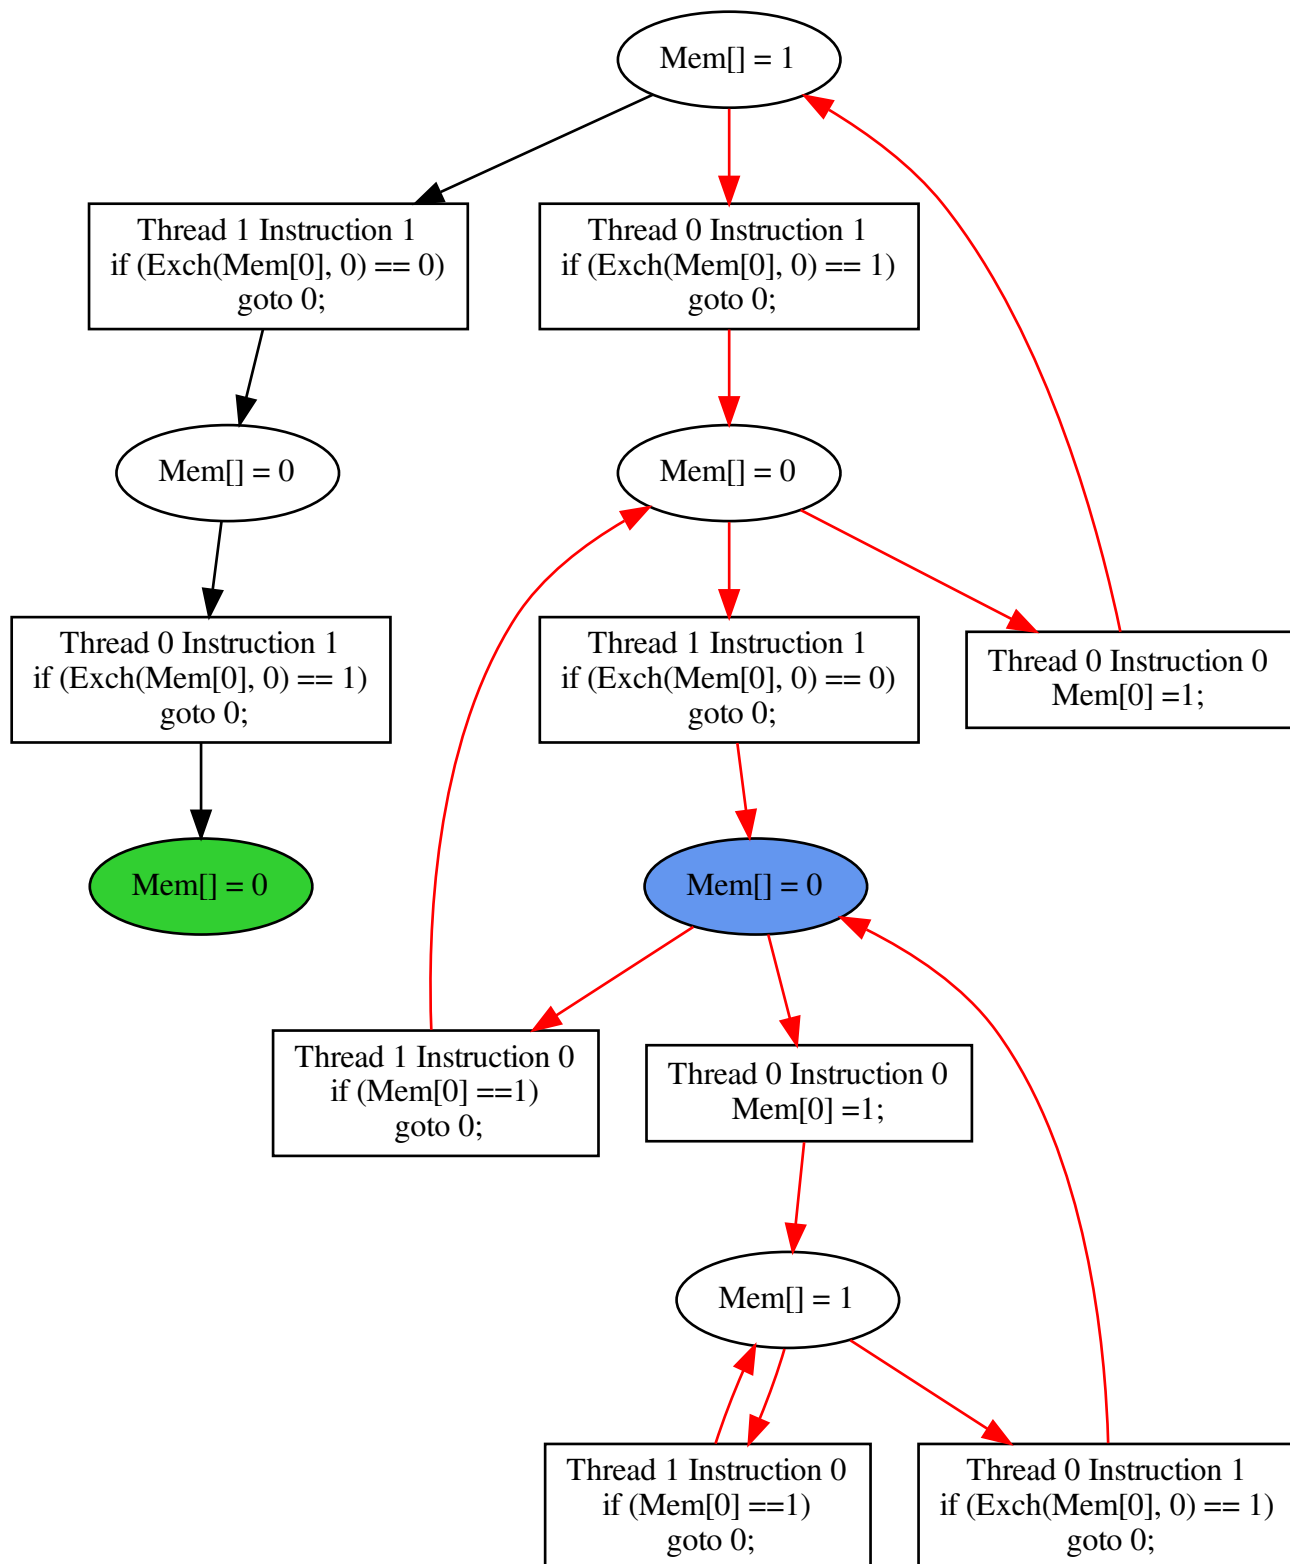 Mem[] = 1
Thread 1 Instruction 1
if (Exch(Mem[0], 0) == 0)
goto 0;
Thread 0 Instruction 1
if (Exch(Mem[0], 0) == 1)
goto 0;
Mem[] = 0
Mem[] = 0
Thread 0 Instruction 1
if (Exch(Mem[0], 0) == 1)
goto 0;
Thread 1 Instruction 1
if (Exch(Mem[0], 0) == 0)
goto 0;
Thread 0 Instruction 0
Mem[0] =1;
Mem[] = 0
Mem[] = 0
Thread 1 Instruction 0
if (Mem[0] ==1)
goto 0;
Thread 0 Instruction 0
Mem[0] =1;
Mem[] = 1
Thread 1 Instruction 0
if (Mem[0] ==1)
goto 0;
Thread 0 Instruction 1
if (Exch(Mem[0], 0) == 1)
goto 0;